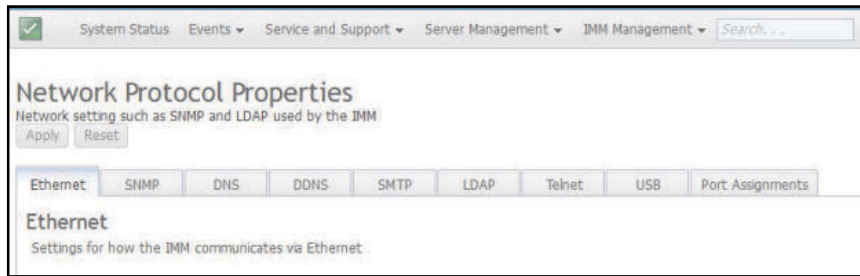 System Status Events Service and Support Server Management IMM Management Search. . .
Network Protocol Properties
Network setting such as SNMP and LDAP used by the IMM
Apply Reset
Ethernet SNMP DNS DDNS SMTP LDAP Telnet USB Port Assignments
Ethernet
Settings for how the IMM communicates via Ethernet